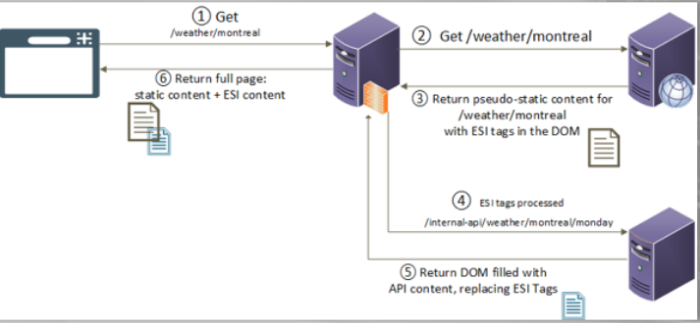 ① Get
/weather/montreal
② Get /weather/montreal
⑥ Return full page:
static content + ESI content
③ Return pseudo-static content for
/weather/montreal
with ESI tags in the DOM
④ ESI tags processed
/internal-api/weather/montreal/monday
⑤ Return DOM filled with
API content, replacing ESI Tags